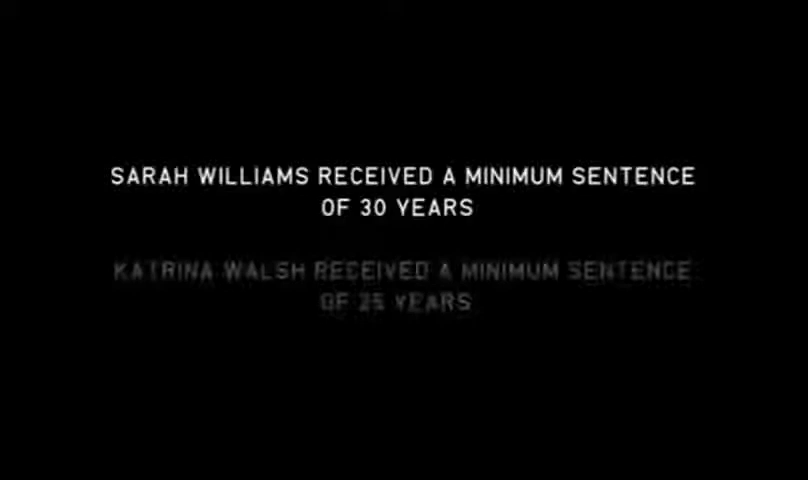 SARAH WILLIAMS RECEIVED A MINIMUM SENTENCE
OF 30 YEARS
KATRINA WALSH RECEIVED A MINIMUM SENTENCE
OF 25 YEARS